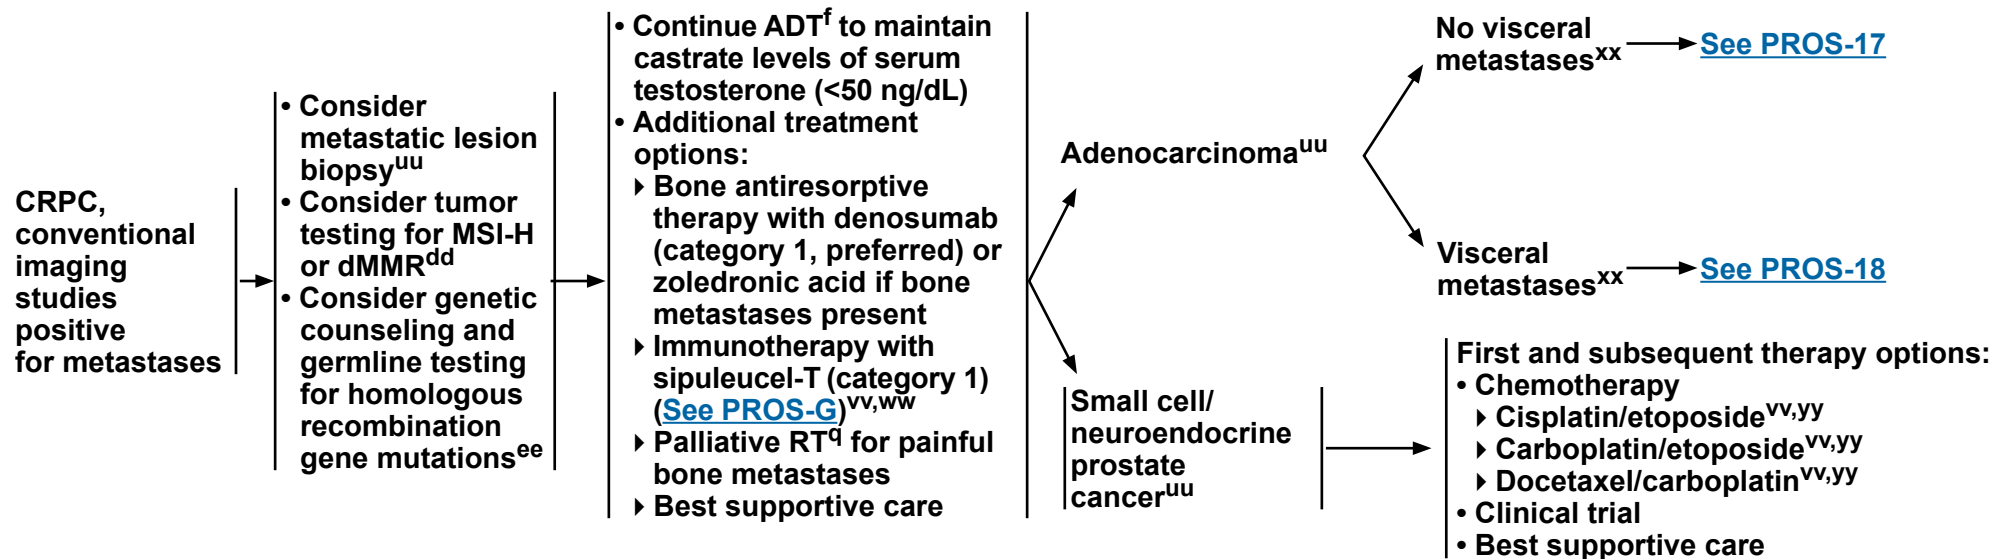 CRPC,
conventional
imaging
studies
positive
for metastases
• Consider
metastatic lesion
biopsyuu
• Consider tumor
testing for MSI-H
or dMMRdd
• Consider genetic
counseling and
germline testing
for homologous
recombination
gene mutationsee
• Continue ADTf to maintain
castrate levels of serum
testosterone (<50 ng/dL)
• Additional treatment
options:
▸ Bone antiresorptive
therapy with denosumab
(category 1, preferred) or
zoledronic acid if bone
metastases present
▸ Immunotherapy with
sipuleucel-T (category 1)
(See PROS-G)vv,ww
▸ Palliative RTq for painful
bone metastases
▸ Best supportive care
Adenocarcinomauu
No visceral
metastasesxx
See PROS-17
Visceral
metastasesxx
See PROS-18
Small cell/
neuroendocrine
prostate
canceruu
First and subsequent therapy options:
• Chemotherapy
▸ Cisplatin/etoposidevv,yy
▸ Carboplatin/etoposidevv,yy
▸ Docetaxel/carboplatinvv,yy
• Clinical trial
• Best supportive care